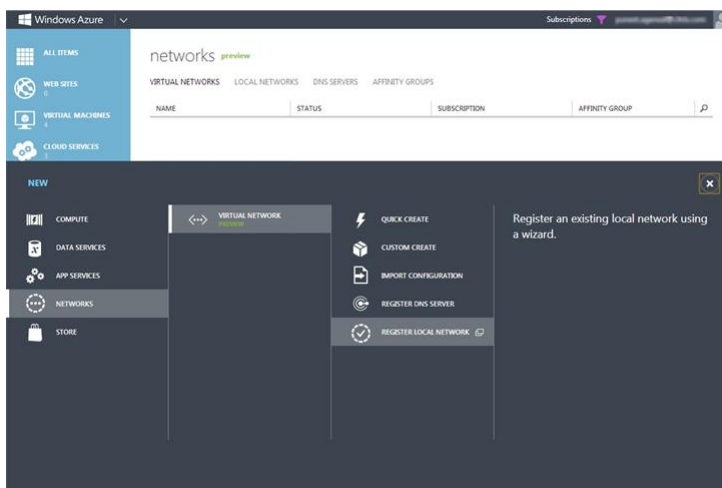 Windows Azure
Subscriptions
ALL ITEMS
WEB SITES
0
VIRTUAL MACHINES
4
CLOUD SERVICES
3
networks preview
VIRTUAL NETWORKS LOCAL NETWORKS DNS SERVERS AFFINITY GROUPS
NAME STATUS SUBSCRIPTION AFFINITY GROUP
NEW
COMPUTE
DATA SERVICES
APP SERVICES
NETWORKS
STORE
VIRTUAL NETWORK
PREVIEW
QUICK CREATE
CUSTOM CREATE
IMPORT CONFIGURATION
REGISTER DNS SERVER
REGISTER LOCAL NETWORK
Register an existing local network using
a wizard.